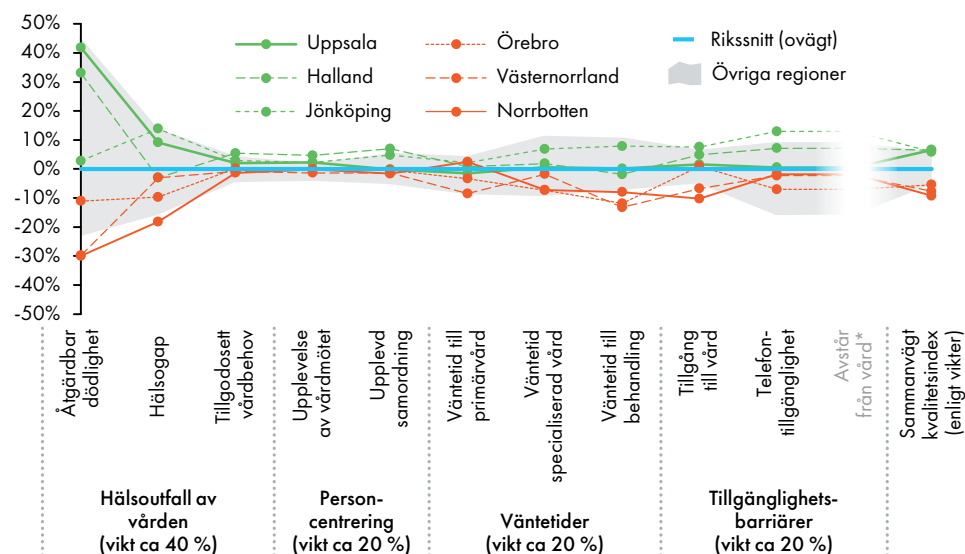 50%
40%
30%
20%
10%
0%
-10%
-20%
-30%
-40%
-50%
Uppsala
Halland
Jönköping
Örebro
Västernorrland
Norrbotten
Rikssnitt (ovägt)
Övriga regioner
Åtgärdbar
dödlighet
Hälsogap
Tillgodosett
vårdbehov
Upplevelse
av vårdmötet
Upplevd
samordning
Väntetid till
primärvård
Väntetid
specialiserad vård
Väntetid till
behandling
Tillgång
till vård
Telefon-
tillgänglighet
Avstår
från vård*
Sammanvägt
kvalitetsindex
(enligt vikter)
Hälsoutfall av
vården
(vikt ca 40 %)
Person-
centrering
(vikt ca 20 %)
Väntetider
(vikt ca 20 %)
Tillgänglighets-
barriärer
(vikt ca 20 %)